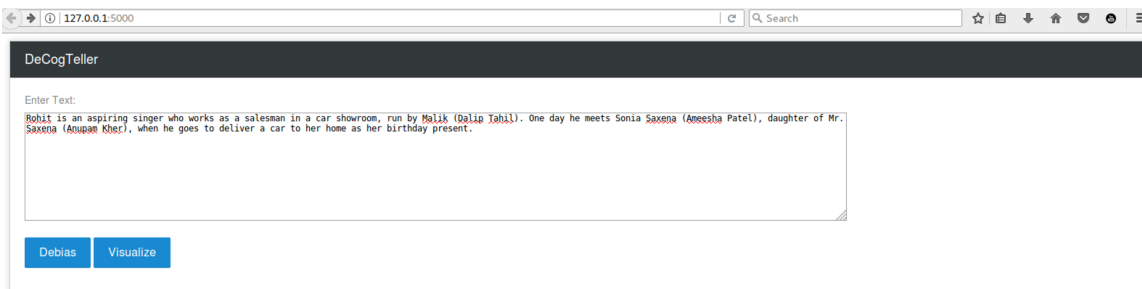 127.0.0.1:5000
Search
DeCogTeller
Enter Text:
Rohit is an aspiring singer who works as a salesman in a car showroom, run by Malik (Dalip Tahil). One day he meets Sonia Saxena (Ameesha Patel), daughter of Mr.
Saxena (Anupam Kher), when he goes to deliver a car to her home as her birthday present.
Debias Visualize